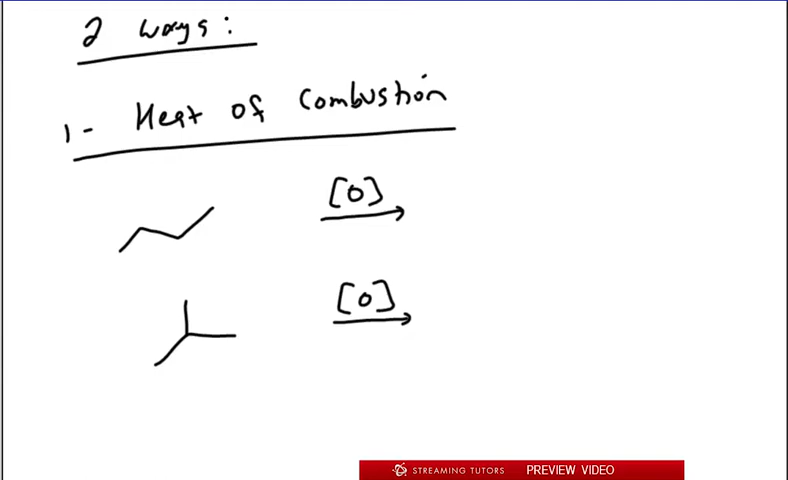 2 ways:
1- Heat of Combustion
[O]
[O]
STREAMING TUTORS PREVIEW VIDEO